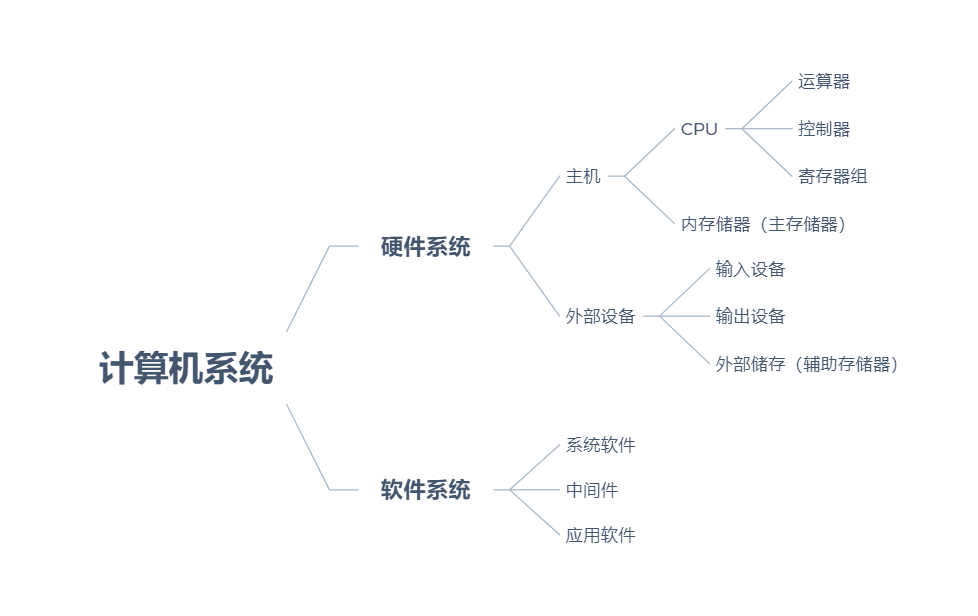 运算器
CPU
控制器
主机
寄存器组
内存储器（主存储器）
硬件系统
输入设备
外部设备
输出设备
计算机系统
外部储存（辅助存储器）
系统软件
软件系统
中间件
应用软件